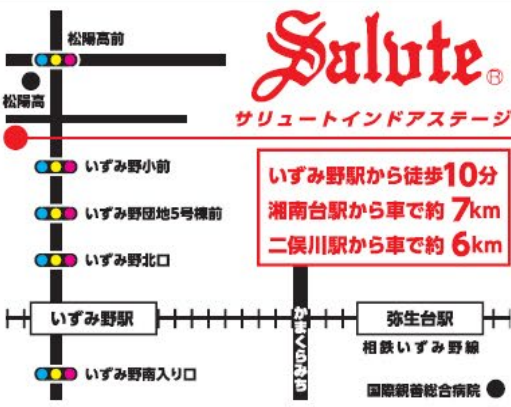 松陽高前
松陽高
Salute®
サリュートインドアステージ
いずみ野小前
いずみ野団地5号棟前
いずみ野北口
いずみ野駅から徒歩10分
湘南台駅から車で約7km
二俣川駅から車で約6km
いずみ野駅
かまくらみち
弥生台駅
相鉄いずみ野線
いずみ野南入り口
国際親善総合病院